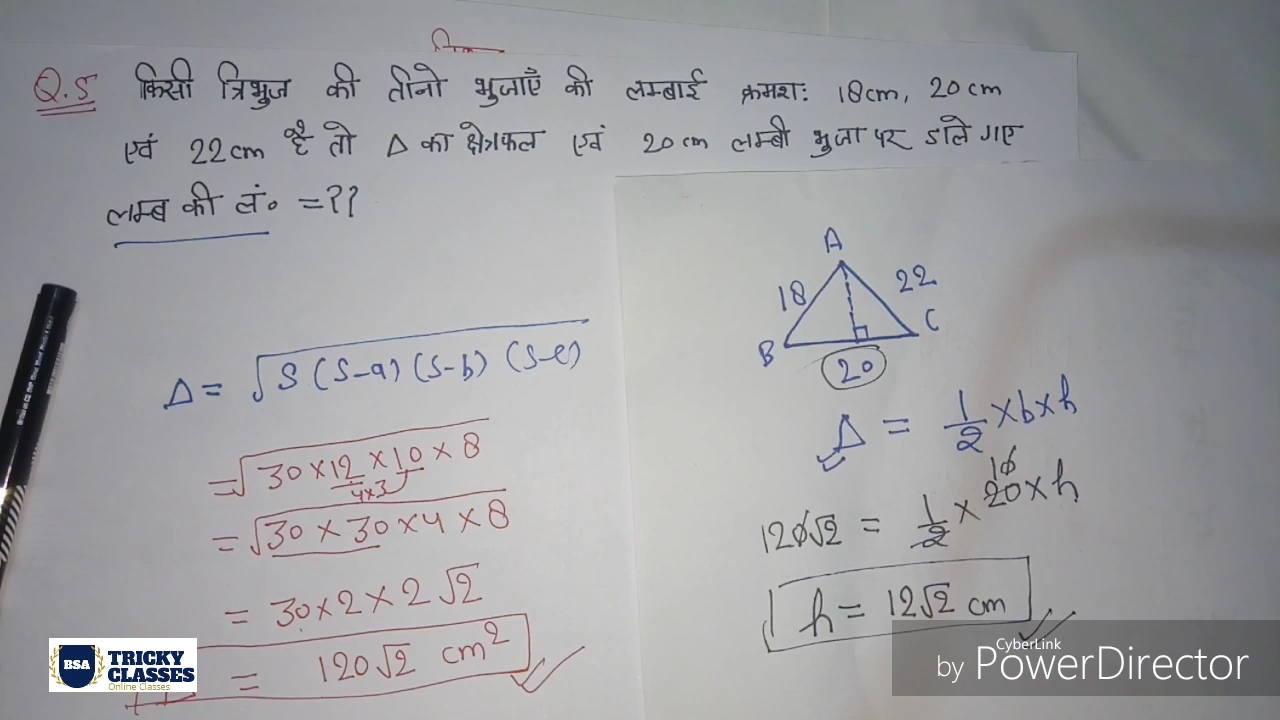 Q.5 किसी त्रिभुज की तीनो भुजाएँ की लम्बाई क्रमशः 18cm, 20cm
एवं 22cm है तो Δ का क्षेत्रफल एवं 20cm लम्बी भुजा पर डाले गए
लम्ब की लं० =??
Δ = √S(S-a)(S-b)(S-c)
= √30×12×10×8
4×3
= √30×30×4×8
= 30×2×2√2
= 120√2 cm²
A
18
22
B
C
20
Δ = 1/2 ×b×h
10
120√2 = 1/2 × 20×h
h = 12√2 cm
BSA TRICKY
CLASSES
Online Classes
CyberLink
by PowerDirector